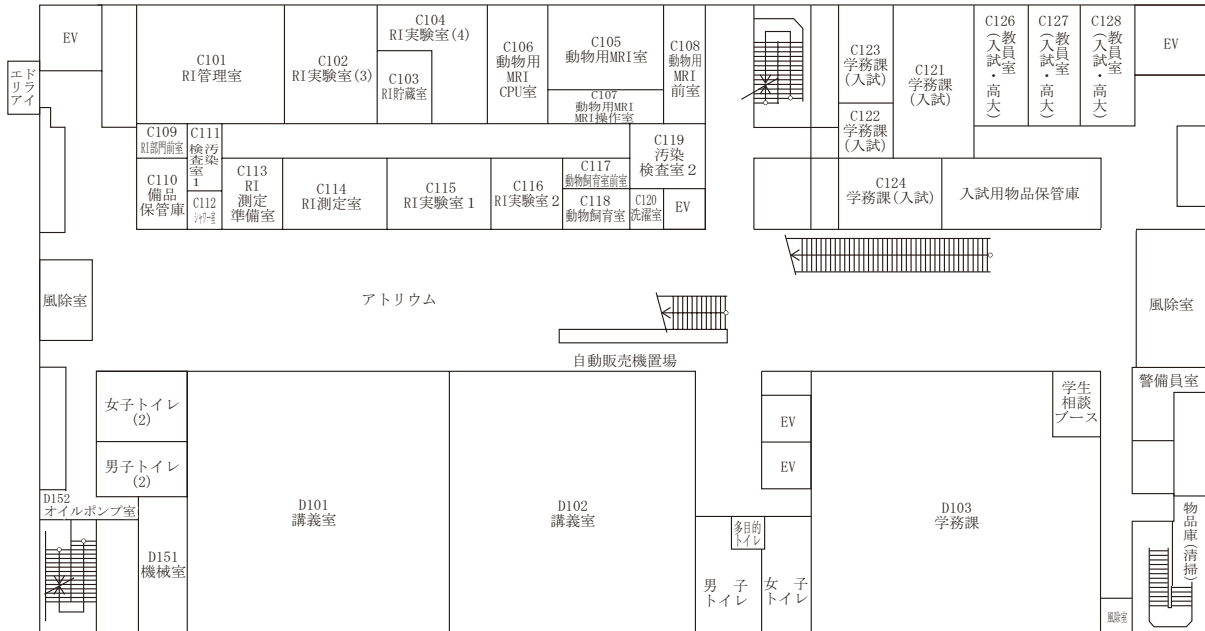 EV
ドライ
エリア
C101
RI管理室
C102
RI実験室(3)
C104
RI実験室(4)
C103
RI貯蔵室
C106
動物用
MRI
CPU室
C105
動物用MRI室
C107
動物用MRI
MRI操作室
C108
動物用
MRI
前室
C123
学務課
(入試)
C122
学務課
(入試)
C121
学務課
(入試)
C126
教員室
(入試・高大)
C127
教員室
(入試・高大)
C128
教員室
(入試・高大)
EV
C109
RI部門前室
C111
汚染
検査室
1
C110
備品
保管庫
C112
シャワー室
C113
RI
測定
準備室
C114
RI測定室
C115
RI実験室1
C116
RI実験室2
C117
動物飼育室前室
C118
動物飼育室
C119
汚染
検査室2
C120
洗濯室
EV
C124
学務課(入試)
入試用物品保管庫
風除室
アトリウム
自動販売機置場
風除室
女子トイレ
(2)
男子トイレ
(2)
D152
オイルポンプ室
D151
機械室
D101
講義室
D102
講義室
EV
EV
多目的
トイレ
男子
トイレ
女子
トイレ
D103
学務課
学生
相談
ブース
警備員室
物品庫(清掃)
風除室